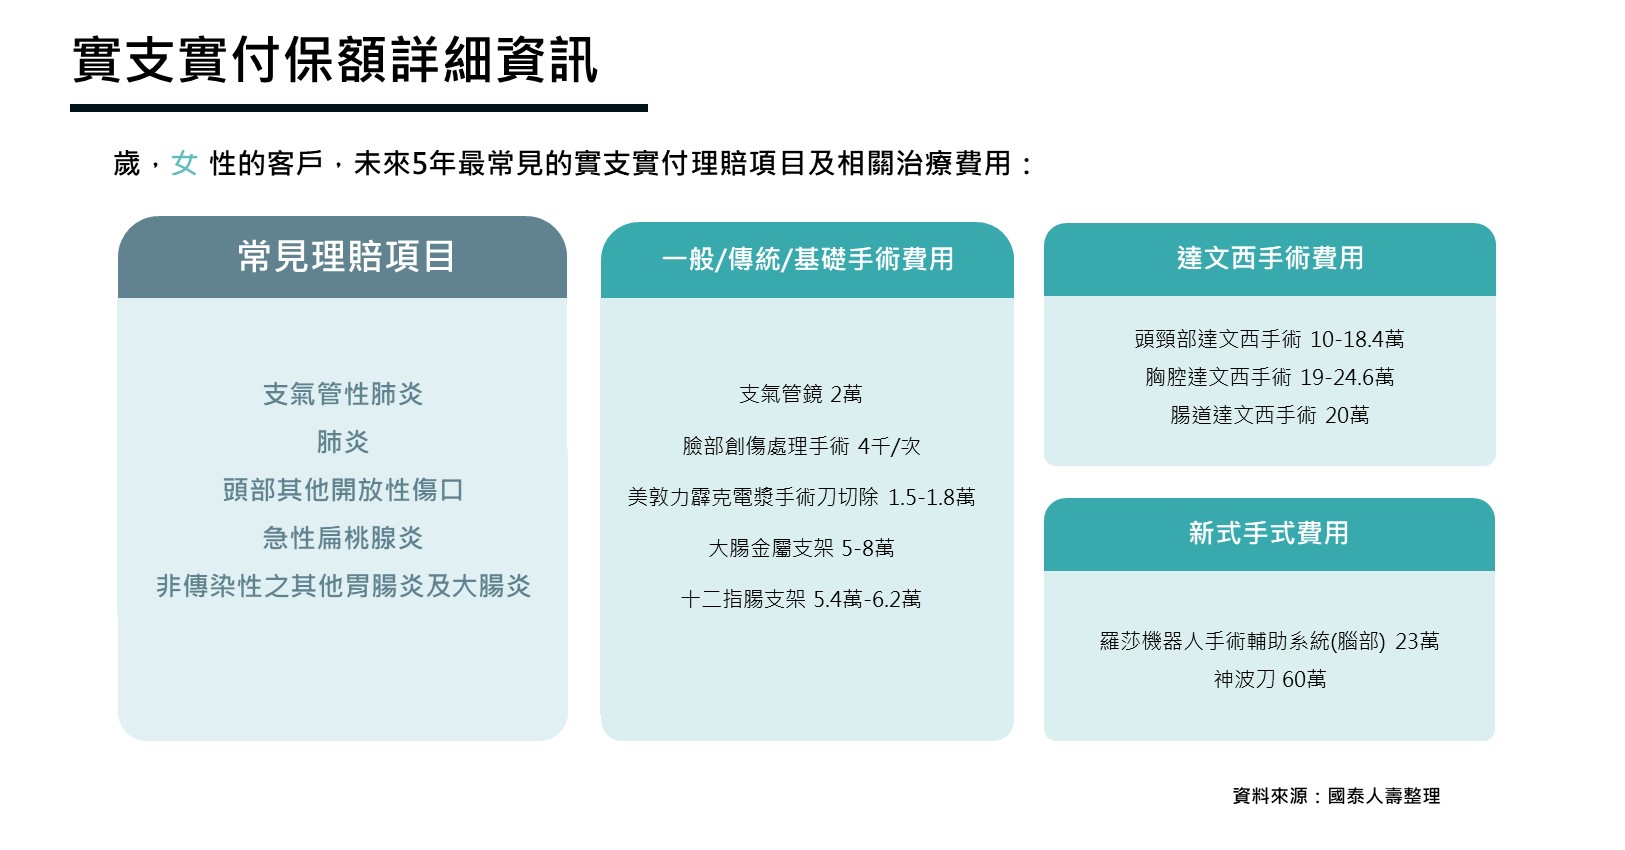 實支實付保額詳細資訊
歲，女 性的客戶，未來5年最常見的實支實付理賠項目及相關治療費用：
常見理賠項目
支氣管性肺炎
肺炎
頭部其他開放性傷口
急性扁桃腺炎
非傳染性之其他胃腸炎及大腸炎
一般/傳統/基礎手術費用
支氣管鏡 2萬
臉部創傷處理手術 4千/次
美敦力霹克電漿手術刀切除 1.5-1.8萬
大腸金屬支架 5-8萬
十二指腸支架 5.4萬-6.2萬
達文西手術費用
頭頸部達文西手術 10-18.4萬
胸腔達文西手術 19-24.6萬
腸道達文西手術 20萬
新式手式費用
羅莎機器人手術輔助系統(腦部) 23萬
神波刀 60萬
資料來源：國泰人壽整理